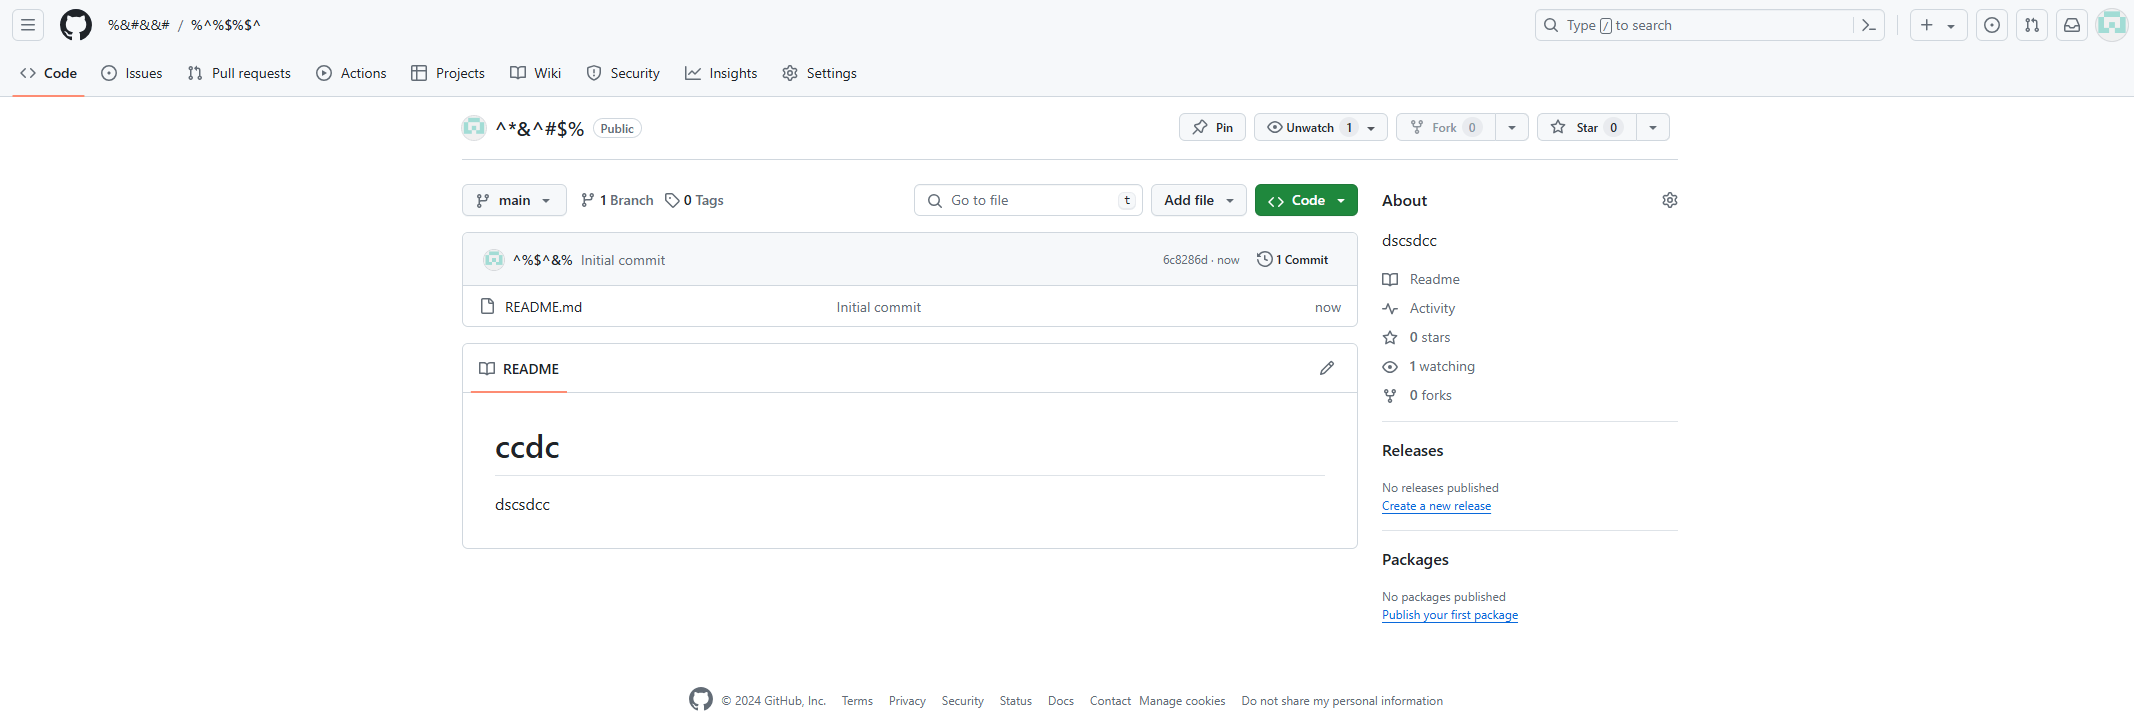 %&#&&# / %^%$%$^ Type / to search
Code Issues Pull requests Actions Projects Wiki Security Insights Settings
^*&^#$% Public Pin Unwatch 1 Fork 0 Star 0
main 1 Branch 0 Tags Go to file t Add file Code
^%$^&% Initial commit 6c8286d · now 1 Commit
README.md Initial commit now
README
ccdc
dscsdcc
About
dscsdcc
Readme
Activity
0 stars
1 watching
0 forks
Releases
No releases published
Create a new release
Packages
No packages published
Publish your first package
© 2024 GitHub, Inc. Terms Privacy Security Status Docs Contact Manage cookies Do not share my personal information